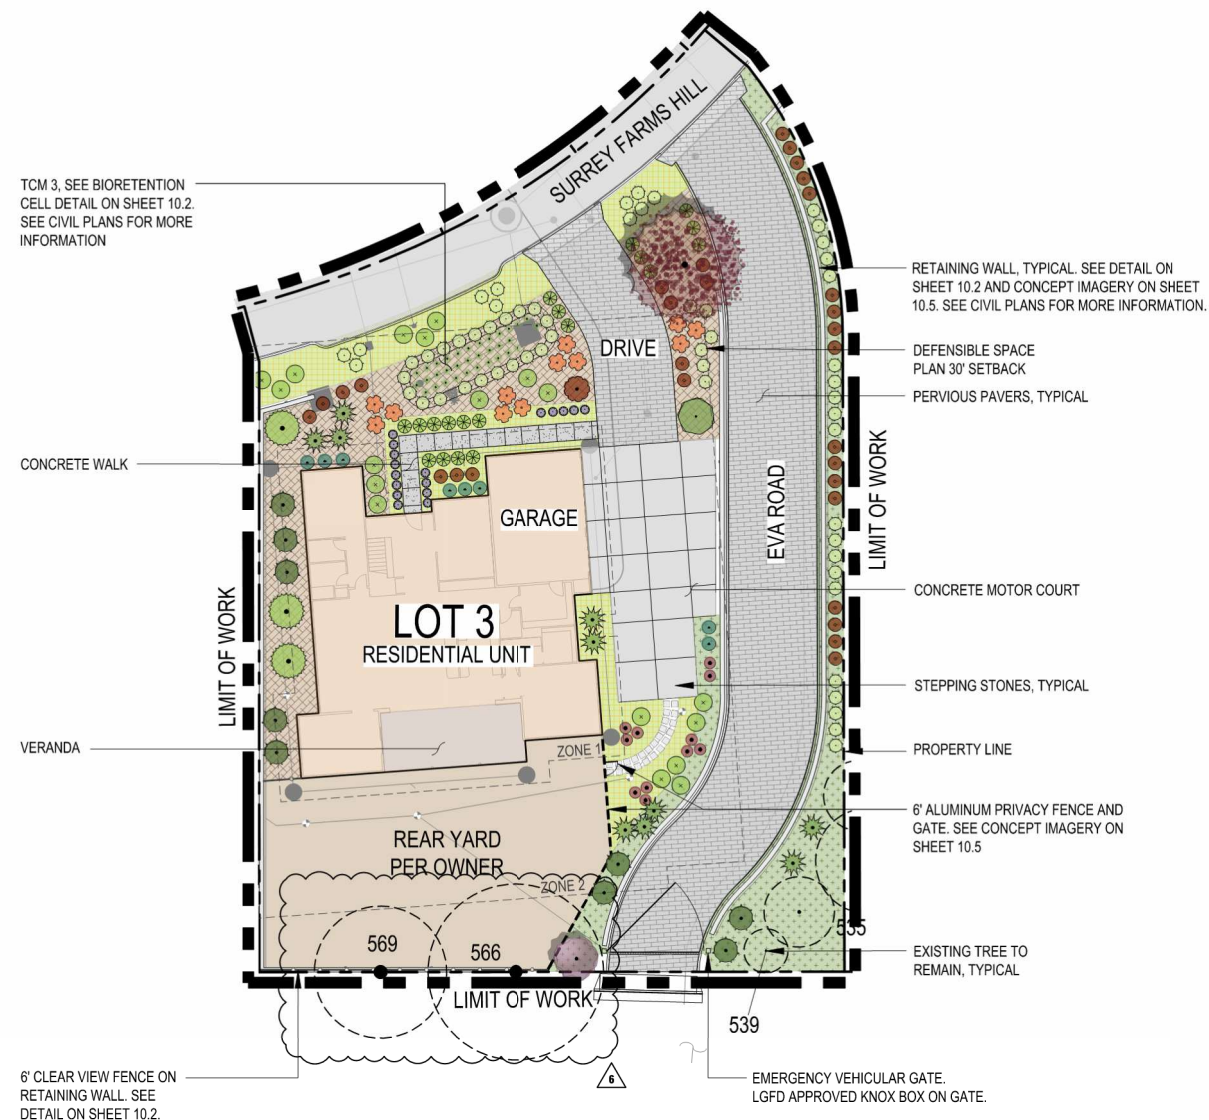 SURREY FARMS HILL
TCM 3, SEE BIORETENTION
CELL DETAIL ON SHEET 10.2.
SEE CIVIL PLANS FOR MORE
INFORMATION
RETAINING WALL, TYPICAL. SEE DETAIL ON
SHEET 10.2 AND CONCEPT IMAGERY ON SHEET
10.5. SEE CIVIL PLANS FOR MORE INFORMATION.
DRIVE
DEFENSIBLE SPACE
PLAN 30' SETBACK
PERVIOUS PAVERS, TYPICAL
CONCRETE WALK
GARAGE
EVA ROAD
LIMIT OF WORK
CONCRETE MOTOR COURT
LOT 3
RESIDENTIAL UNIT
LIMIT OF WORK
STEPPING STONES, TYPICAL
VERANDA
ZONE 1
PROPERTY LINE
6' ALUMINUM PRIVACY FENCE AND
GATE. SEE CONCEPT IMAGERY ON
SHEET 10.5
REAR YARD
PER OWNER
ZONE 2
535
569
566
EXISTING TREE TO
REMAIN, TYPICAL
LIMIT OF WORK
539
6' CLEAR VIEW FENCE ON
RETAINING WALL. SEE
DETAIL ON SHEET 10.2.
6
EMERGENCY VEHICULAR GATE.
LGFD APPROVED KNOX BOX ON GATE.